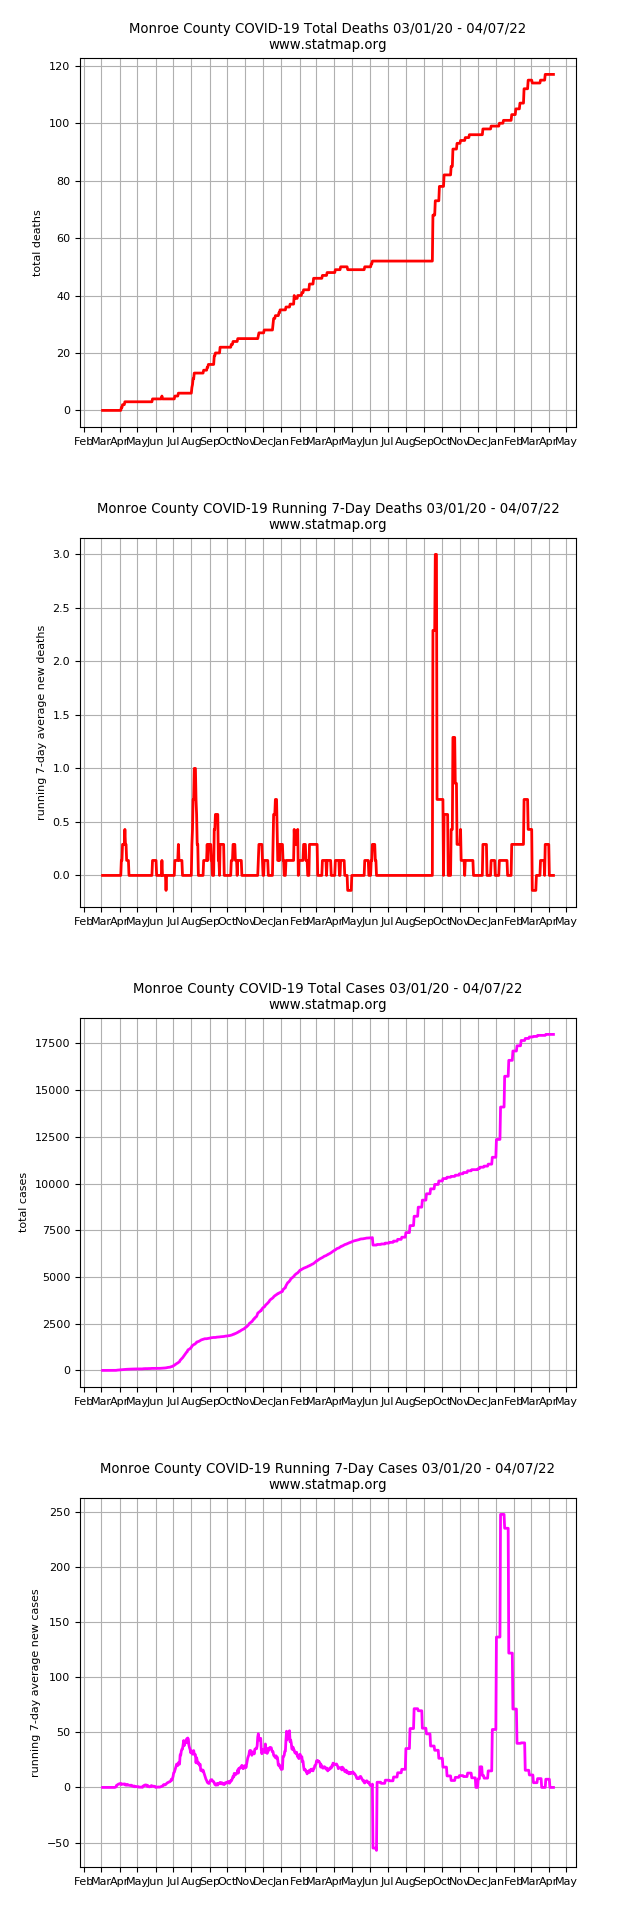 Monroe County COVID-19 Total Deaths 03/01/20 - 04/07/22
www.statmap.org
120
100
80
60
40
20
0
total deaths
Feb Mar Apr May Jun Jul Aug Sep Oct Nov Dec Jan Feb Mar Apr May Jun Jul Aug Sep Oct Nov Dec Jan Feb Mar Apr May
Monroe County COVID-19 Running 7-Day Deaths 03/01/20 - 04/07/22
www.statmap.org
3.0
2.5
2.0
1.5
1.0
0.5
0.0
running 7-day average new deaths
Feb Mar Apr May Jun Jul Aug Sep Oct Nov Dec Jan Feb Mar Apr May Jun Jul Aug Sep Oct Nov Dec Jan Feb Mar Apr May
Monroe County COVID-19 Total Cases 03/01/20 - 04/07/22
www.statmap.org
17500
15000
12500
10000
7500
5000
2500
0
total cases
Feb Mar Apr May Jun Jul Aug Sep Oct Nov Dec Jan Feb Mar Apr May Jun Jul Aug Sep Oct Nov Dec Jan Feb Mar Apr May
Monroe County COVID-19 Running 7-Day Cases 03/01/20 - 04/07/22
www.statmap.org
250
200
150
100
50
0
−50
running 7-day average new cases
Feb Mar Apr May Jun Jul Aug Sep Oct Nov Dec Jan Feb Mar Apr May Jun Jul Aug Sep Oct Nov Dec Jan Feb Mar Apr May